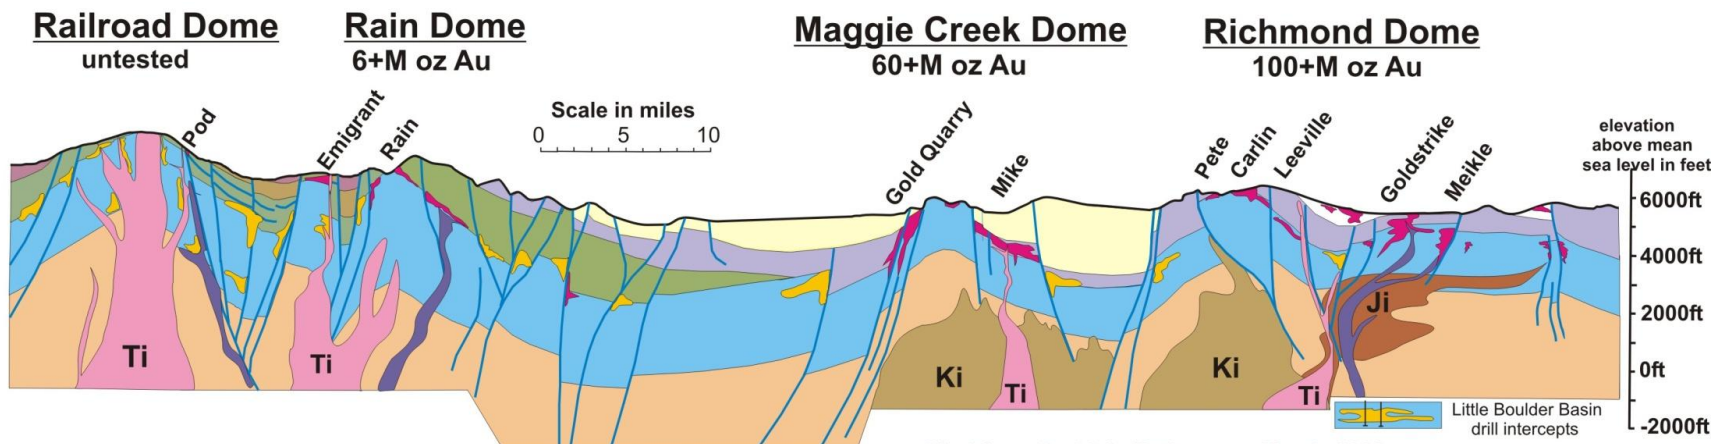 Railroad Dome
untested
Rain Dome
6+M oz Au
Maggie Creek Dome
60+M oz Au
Richmond Dome
100+M oz Au
Scale in miles
0 5 10
Pod
Emigrant
Rain
Gold Quarry
Mike
Pete
Carlin
Leeville
Goldstrike
Meikle
elevation
above mean
sea level in feet
6000ft
4000ft
2000ft
0ft
-2000ft
Ti
Ti
Ki
Ti
Ki
Ti
Ji
Little Boulder Basin
drill intercepts